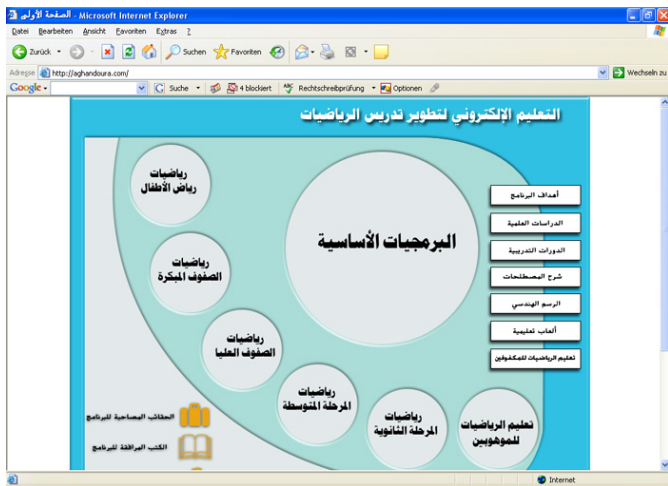 الصفحة الأولى - Microsoft Internet Explorer
Datei Bearbeiten Ansicht Favoriten Extras ?
Zurück Suchen Favoriten
Adresse http://aghandoura.com/ Wechseln zu
Google Suche 4 blockiert Rechtschreibprüfung Optionen
التعليم الإلكتروني لتطوير تدريس الرياضيات
رياضيات
رياض الأطفال
البرمجيات الأساسية
أهداف البرنامج
الدراسات العلمية
الدورات التدريبية
شرح المصطلحات
الرسم الهندسي
ألعاب تعليمية
تعليم الرياضيات للمكفوفين
رياضيات
الصفوف المبكرة
رياضيات
الصفوف العليا
رياضيات
المرحلة المتوسطة
رياضيات
المرحلة الثانوية
تعليم الرياضيات
للموهوبين
الحقائب المصاحبة للبرنامج
الكتب المرافقة للبرنامج
Internet